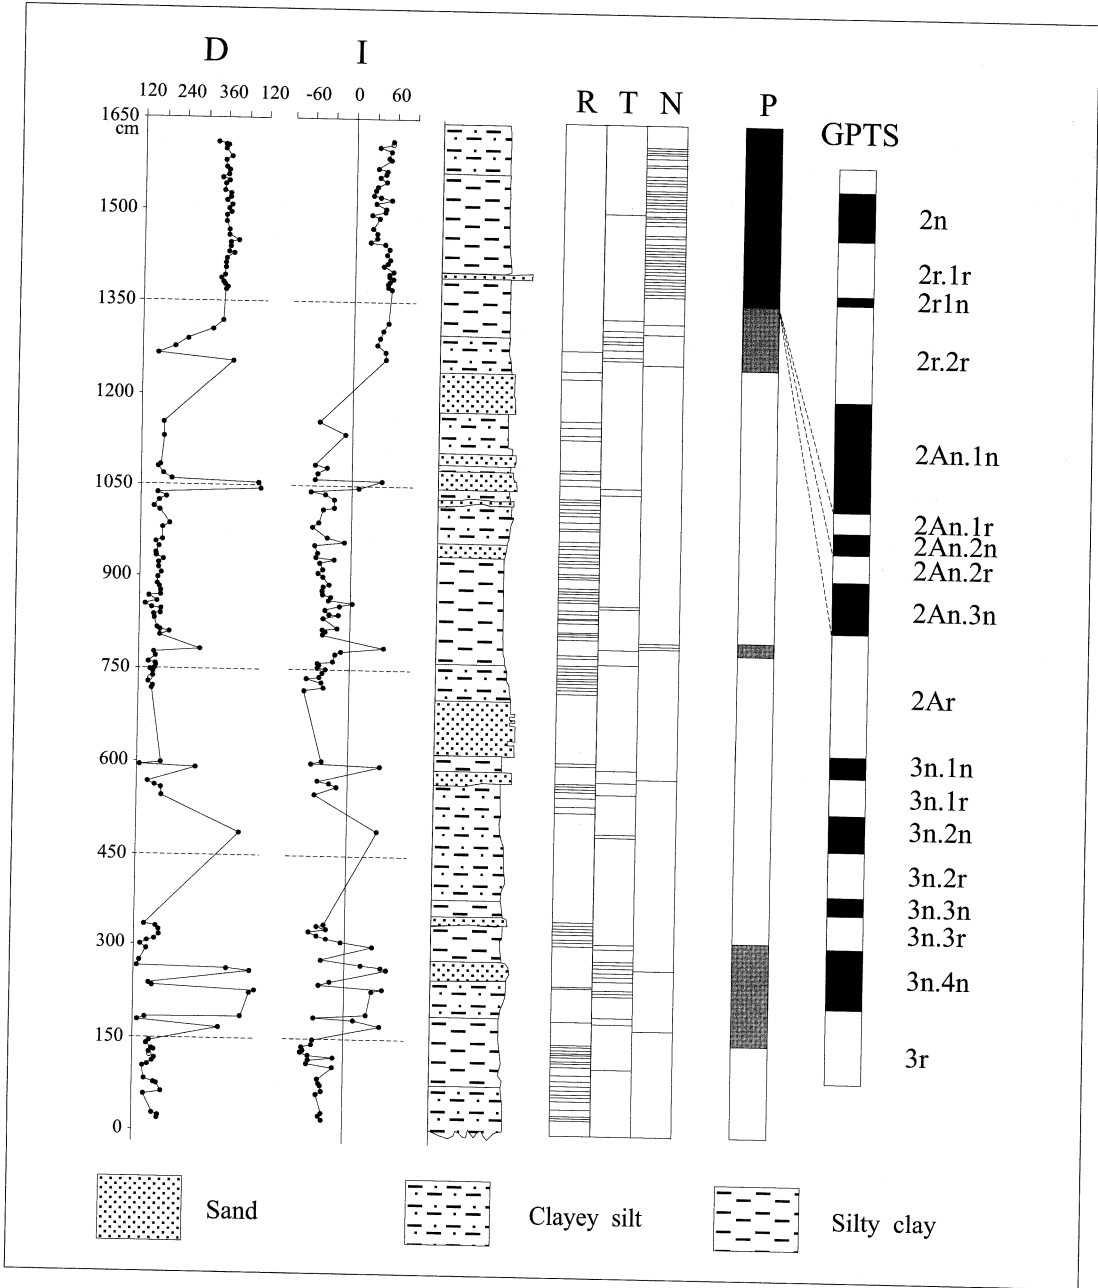 D I
120 240 360 120 -60 0 60
R T N P
GPTS
1650
cm
1500
1350
1200
1050
900
750
600
450
300
150
0
2n
2r.1r
2r1n
2r.2r
2An.1n
2An.1r
2An.2n
2An.2r
2An.3n
2Ar
3n.1n
3n.1r
3n.2n
3n.2r
3n.3n
3n.3r
3n.4n
3r
Sand
Clayey silt
Silty clay